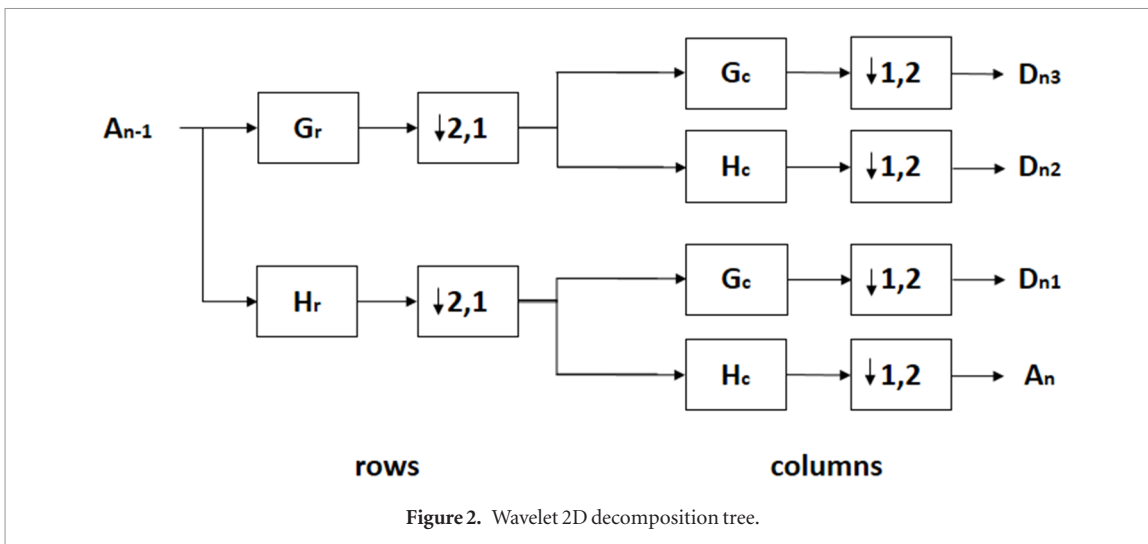 Gc ↓1,2 Dn3
An-1 Gr ↓2,1
Hc ↓1,2 Dn2
Gc ↓1,2 Dn1
Hr ↓2,1
Hc ↓1,2 An
rows columns
Figure 2. Wavelet 2D decomposition tree.